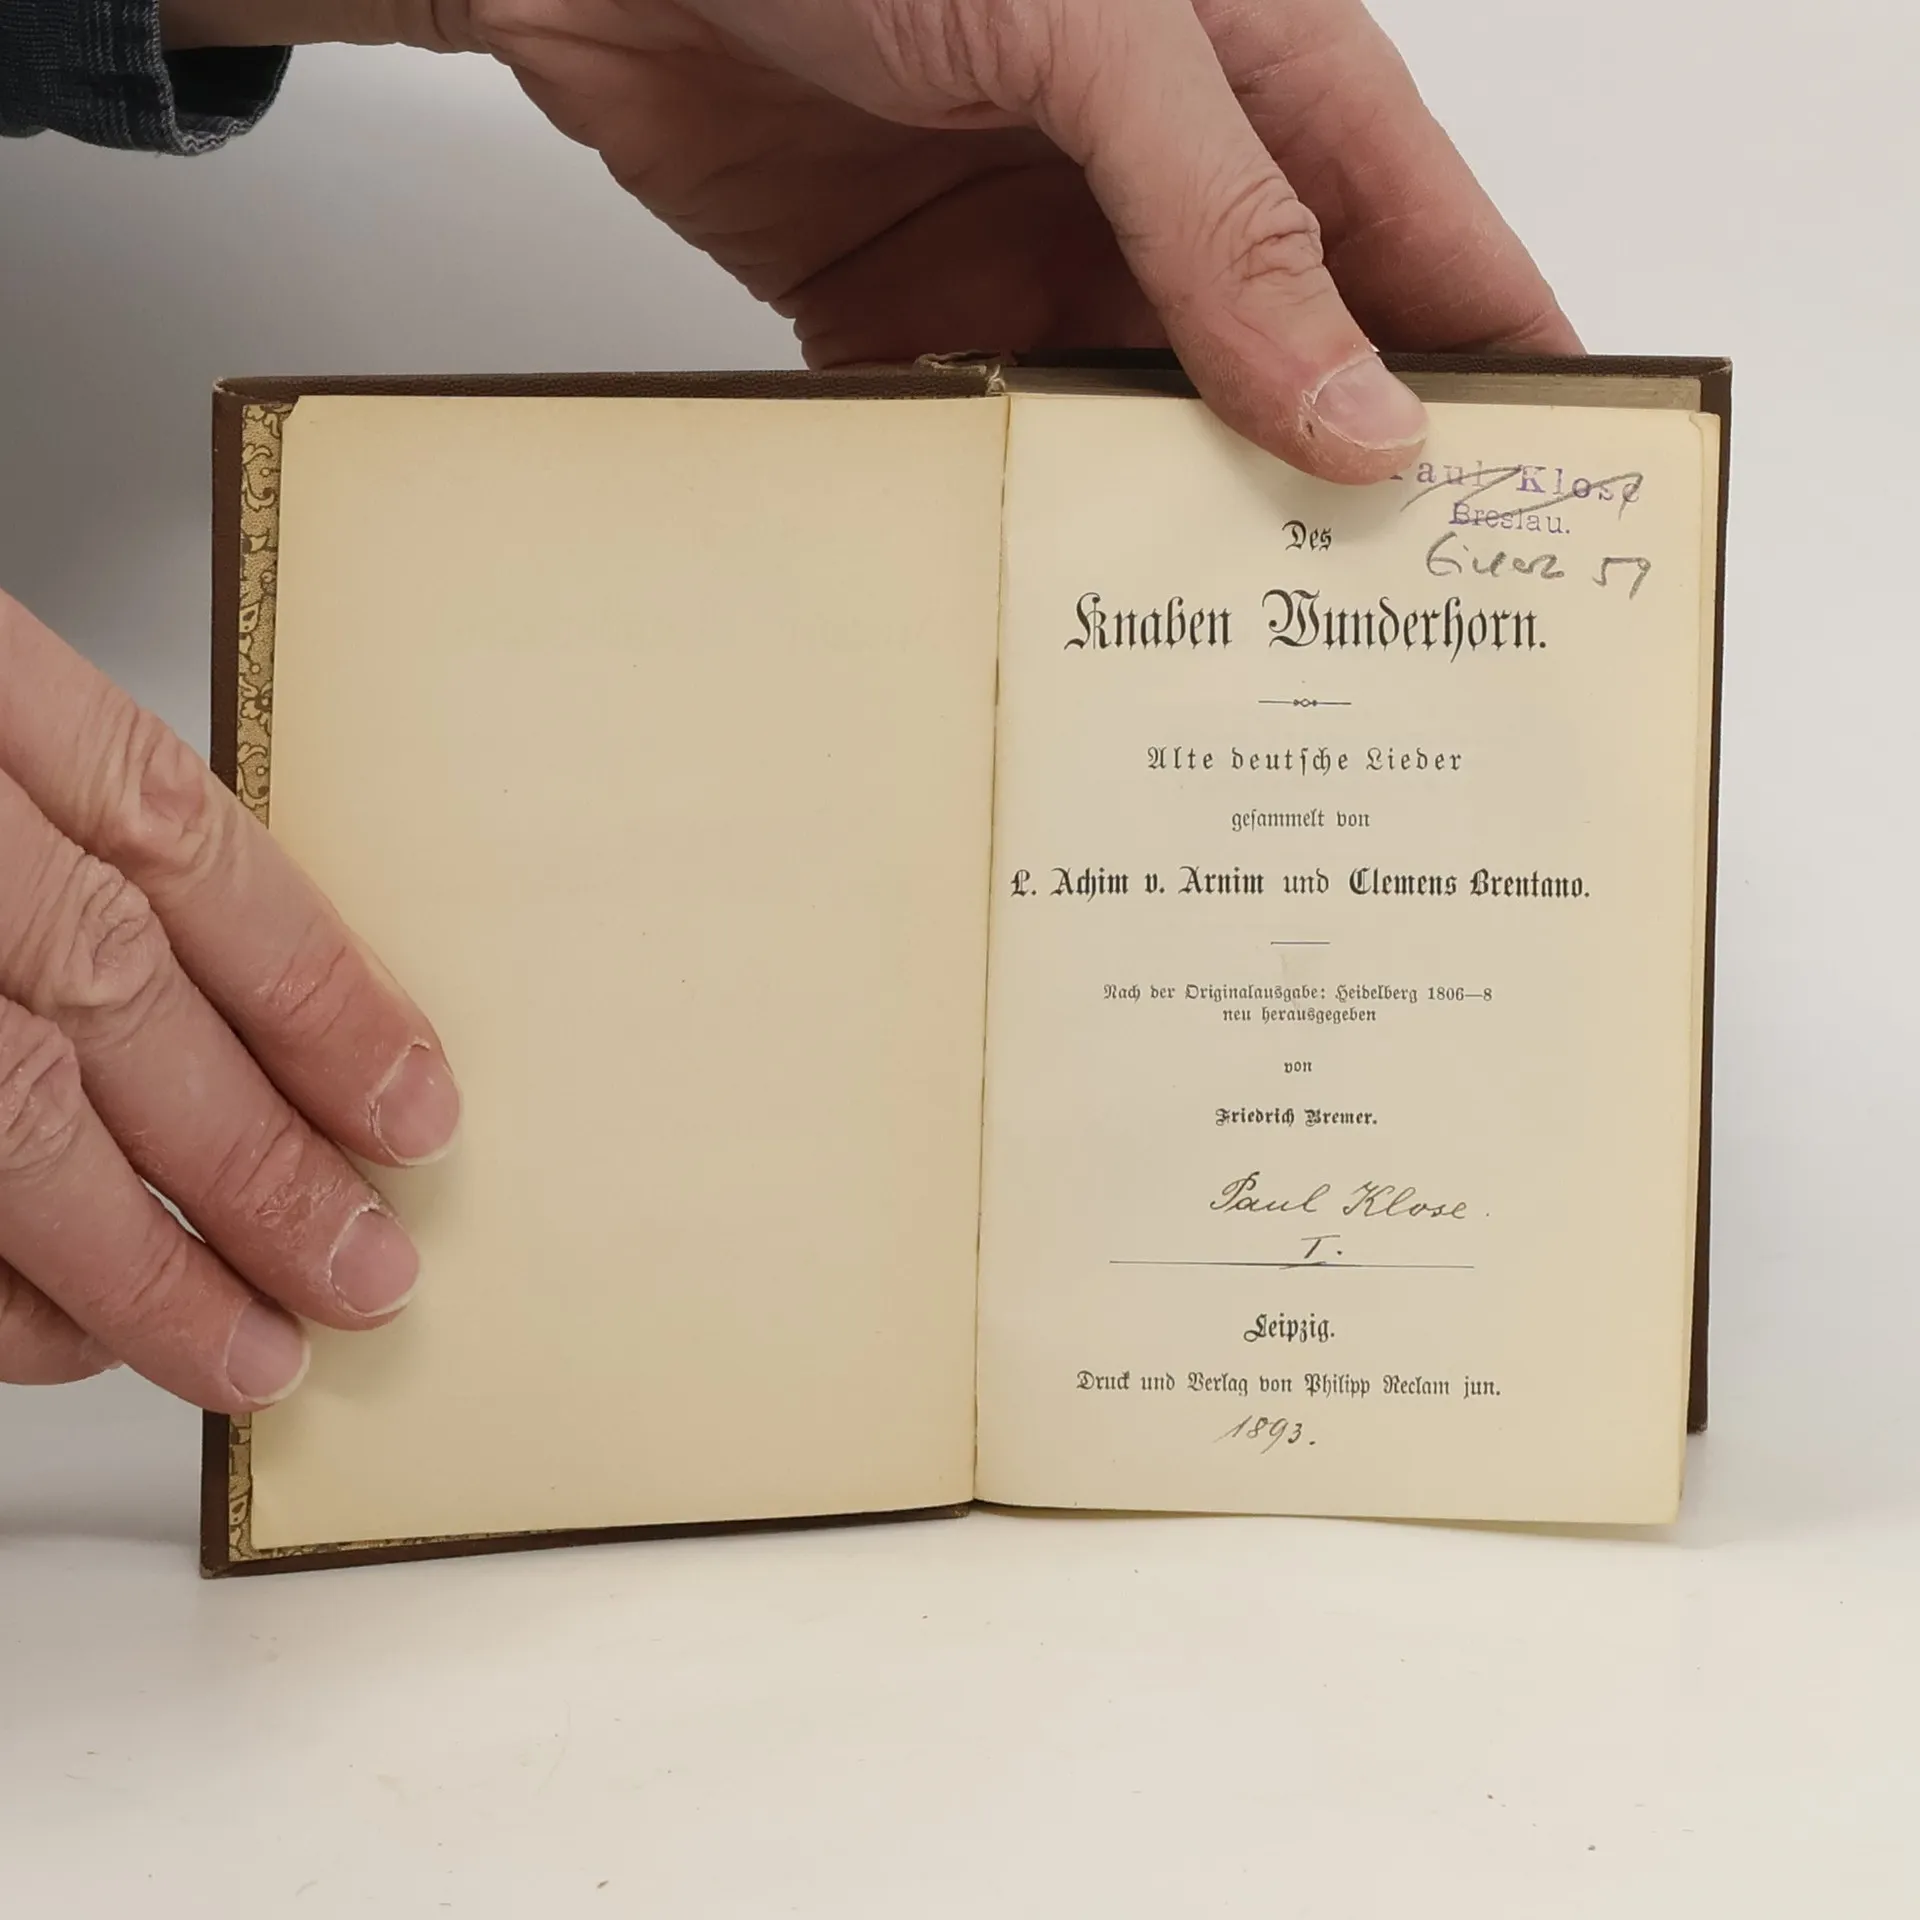 Paul Klose
Breslau.
59
Des
Knaben Wunderhorn.
Alte deutſche Lieder
geſammelt von
L. Achim v. Arnim und Clemens Brentano.
Nach der Originalausgabe: Heidelberg 1806—8
neu herausgegeben
von
Friedrich Bremer.
Paul Klose.
I.
Leipzig.
Druck und Verlag von Philipp Reclam jun.
1893.